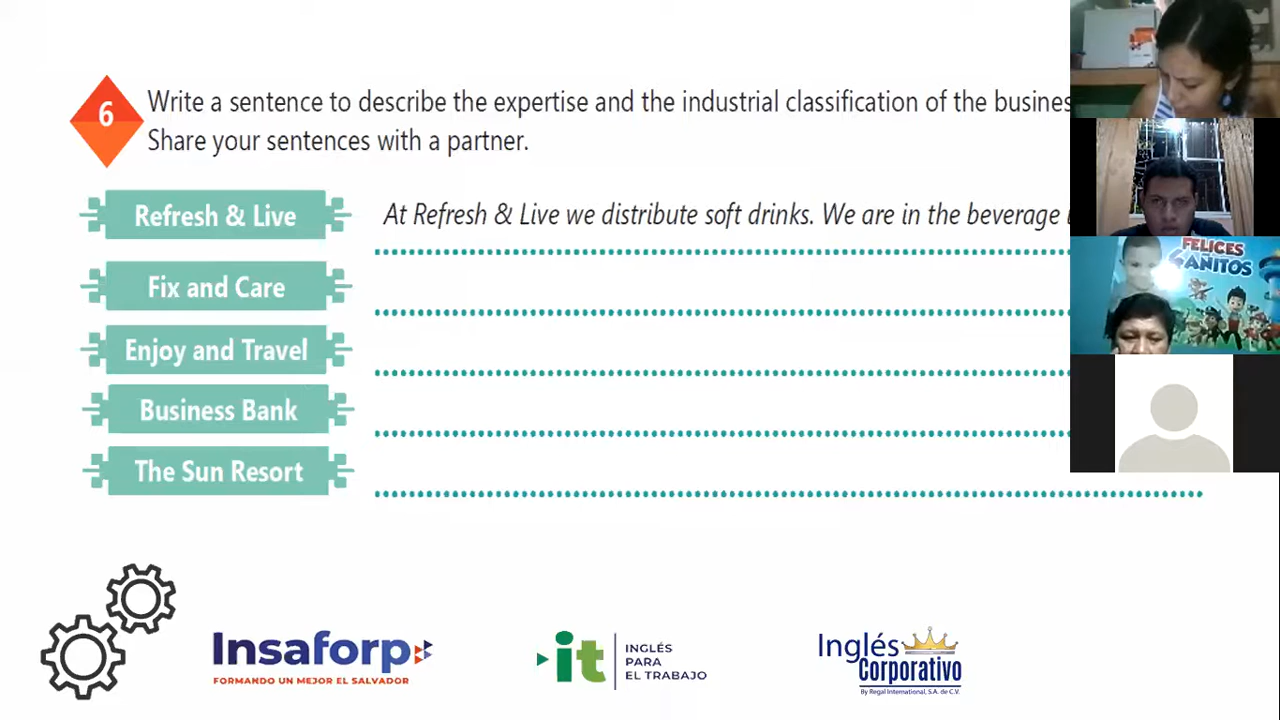 6
Write a sentence to describe the expertise and the industrial classification of the
Share your sentences with a partner.
Refresh & Live
At Refresh & Live we distribute soft drinks. We are in the beverage
Fix and Care
Enjoy and Travel
Business Bank
The Sun Resort
FELICES
6 AÑITOS
Insaforp
FORMANDO UN MEJOR EL SALVADOR
it
INGLÉS
PARA
EL TRABAJO
Inglés
Corporativo
By Regal International, S.A. de C.V.